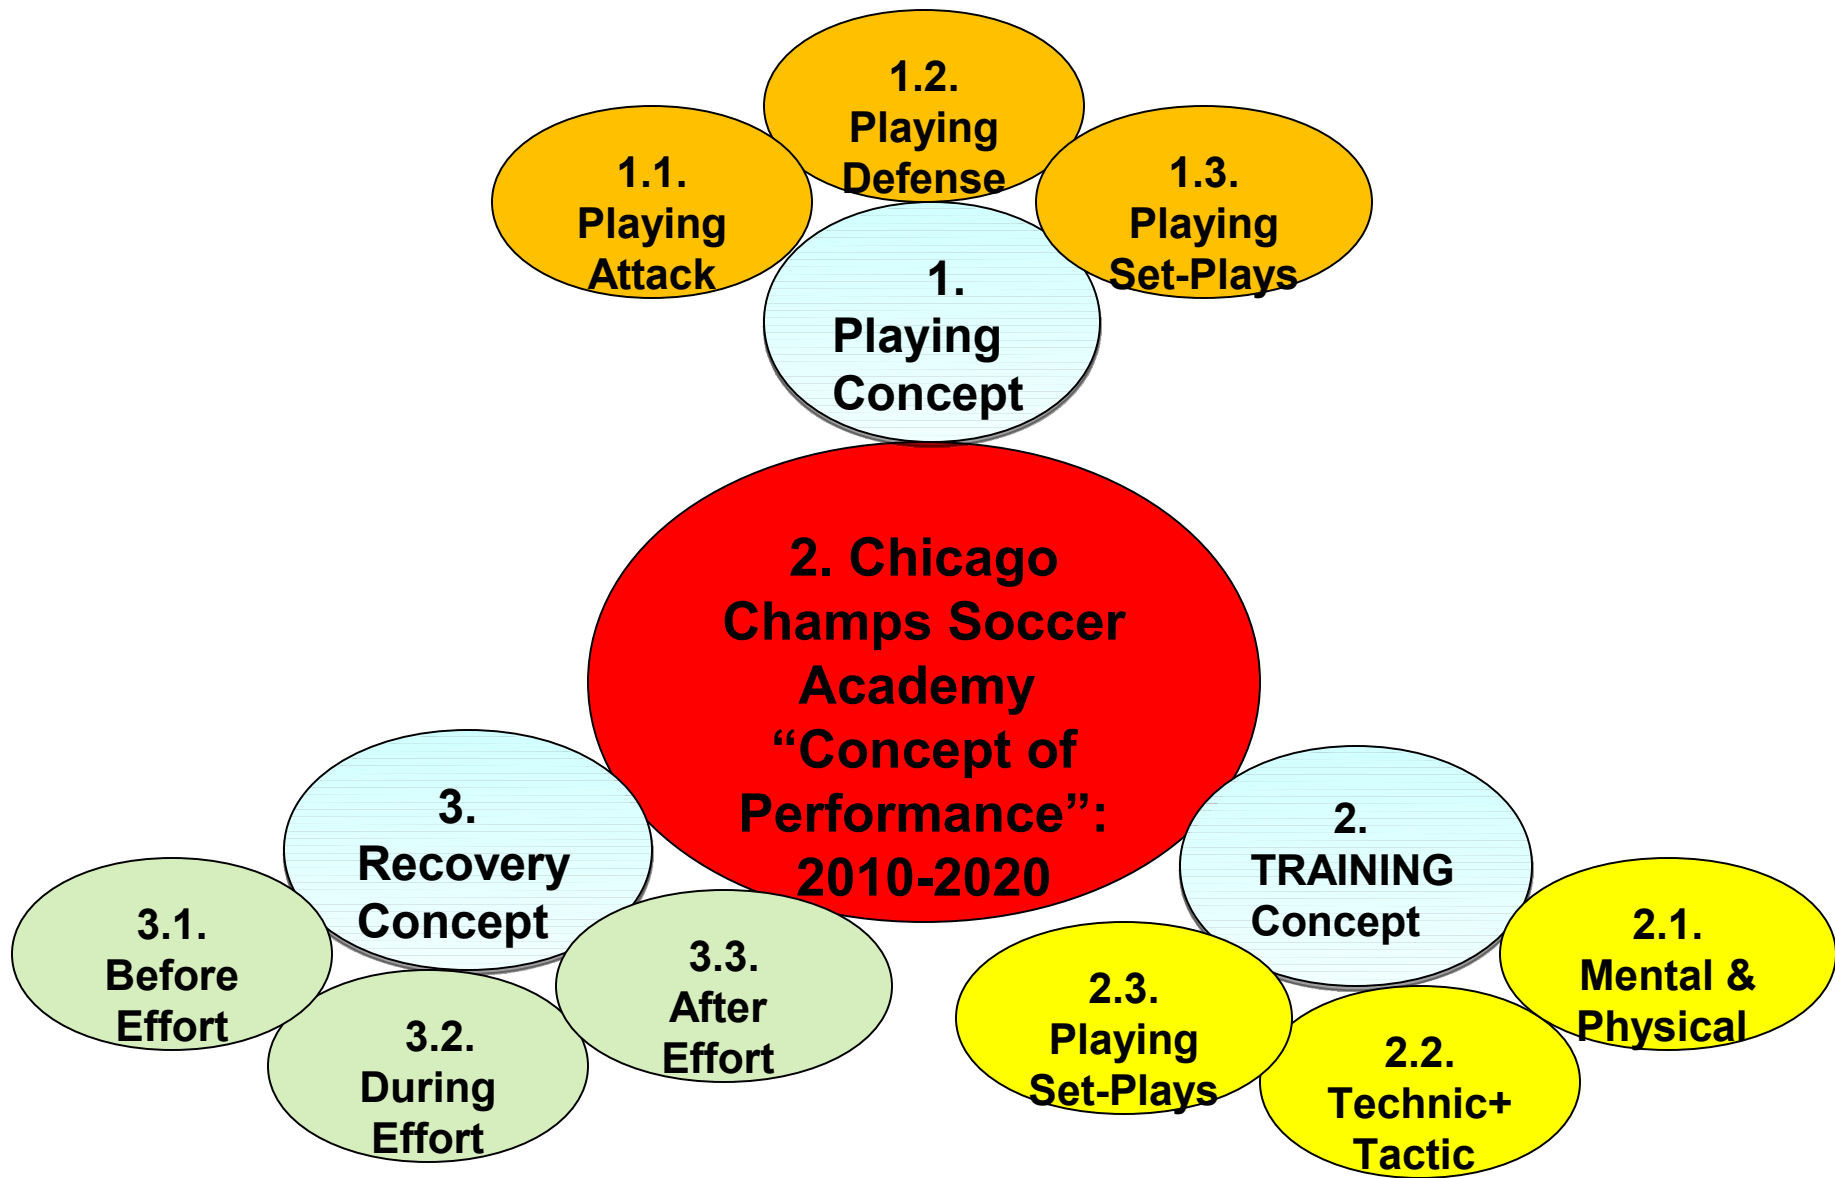 1.2.
Playing
Defense
1.1.
Playing
Attack
1.3.
Playing
Set-Plays
1.
Playing
Concept
2. Chicago
Champs Soccer
Academy
“Concept of
Performance”:
2010-2020
3.
Recovery
Concept
3.1.
Before
Effort
3.2.
During
Effort
3.3.
After
Effort
2.
TRAINING
Concept
2.1.
Mental &
Physical
2.2.
Technic+
Tactic
2.3.
Playing
Set-Plays